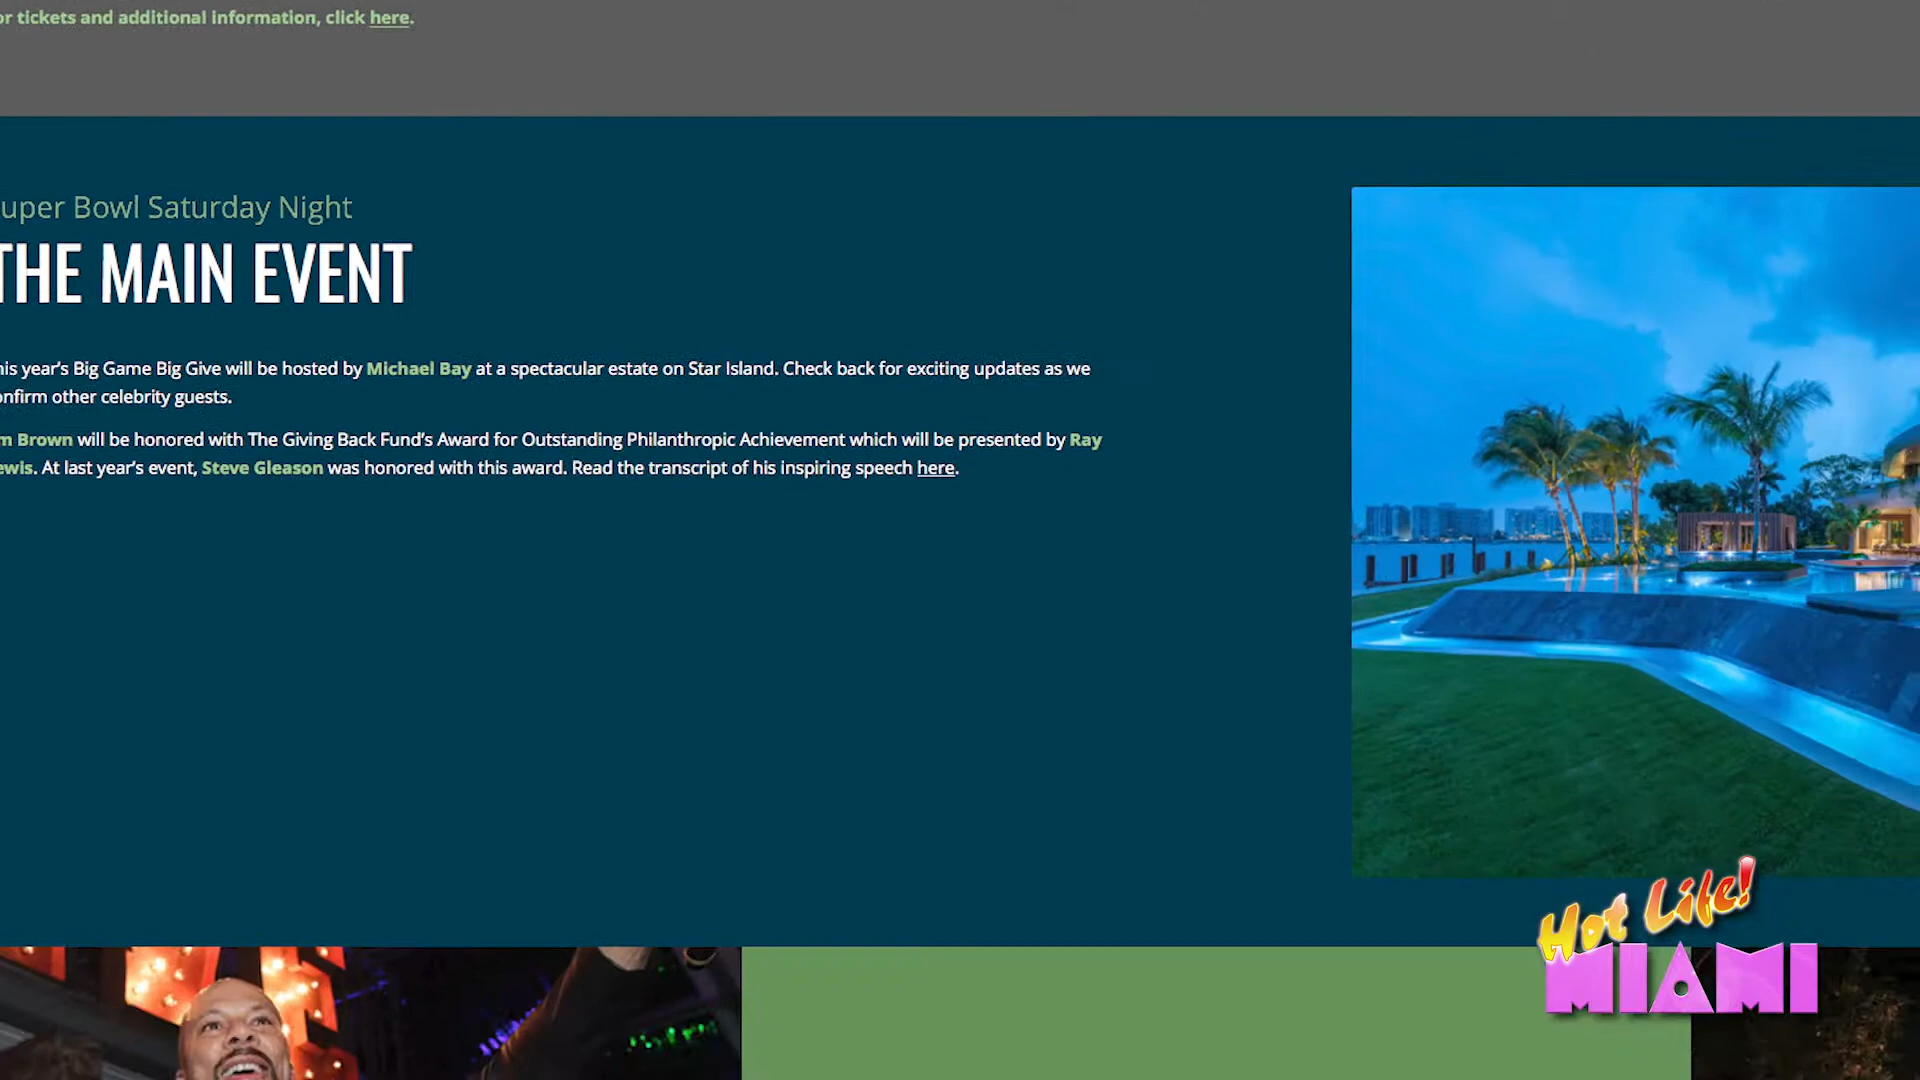 or tickets and additional information, click here.
uper Bowl Saturday Night
THE MAIN EVENT
his year's Big Game Big Give will be hosted by Michael Bay at a spectacular estate on Star Island. Check back for exciting updates as we
onfirm other celebrity guests.
m Brown will be honored with The Giving Back Fund's Award for Outstanding Philanthropic Achievement which will be presented by Ray
ewis. At last year's event, Steve Gleason was honored with this award. Read the transcript of his inspiring speech here.
Hot Life!
MIAMI